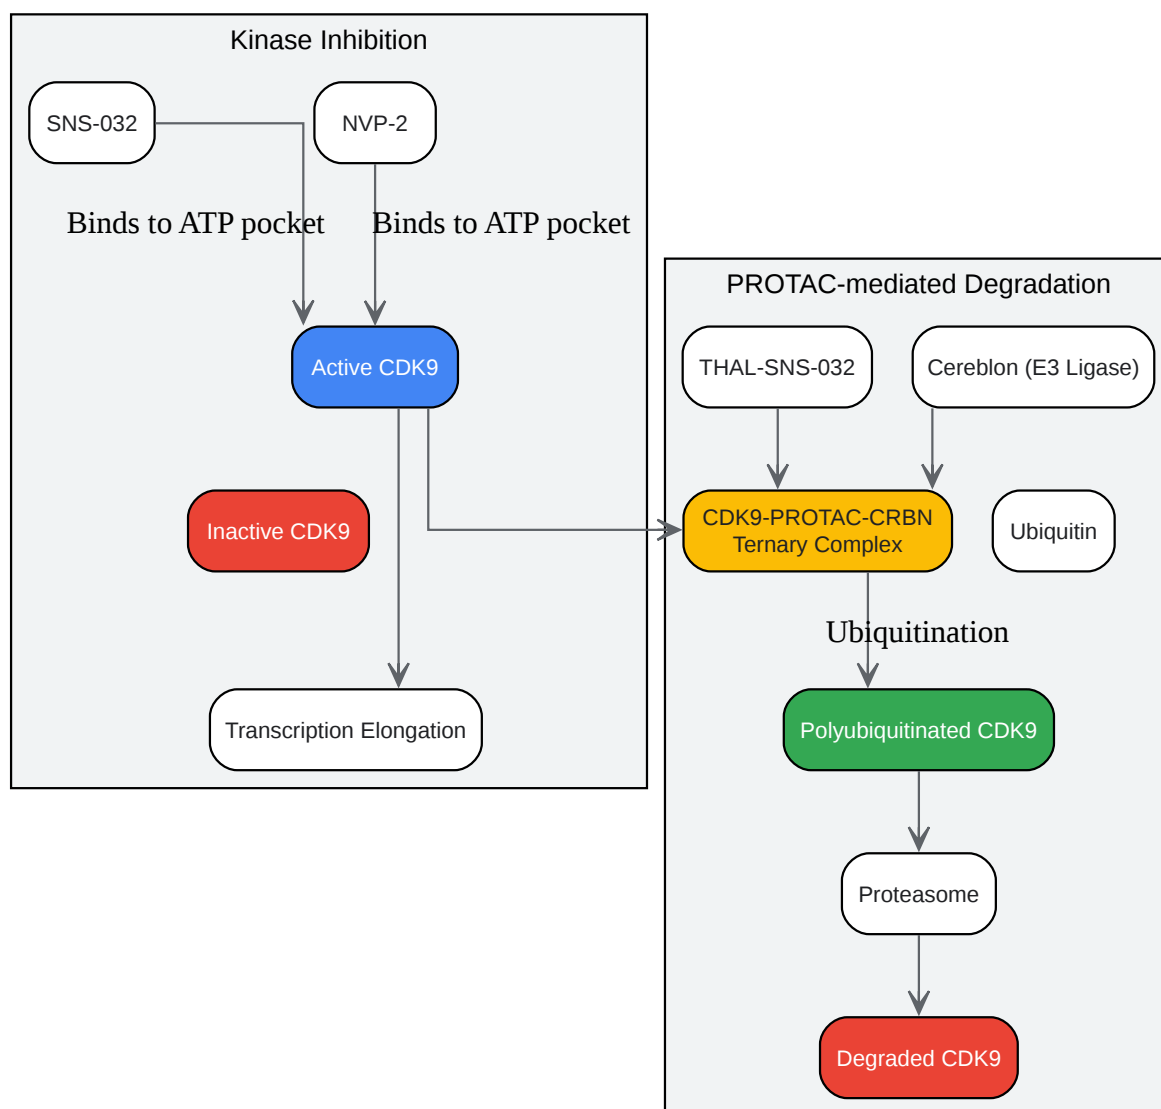 Kinase Inhibition
SNS-032
NVP-2
Binds to ATP pocket
Binds to ATP pocket
Active CDK9
Inactive CDK9
Transcription Elongation
PROTAC-mediated Degradation
THAL-SNS-032
Cereblon (E3 Ligase)
CDK9-PROTAC-CRBN
Ternary Complex
Ubiquitin
Ubiquitination
Polyubiquitinated CDK9
Proteasome
Degraded CDK9